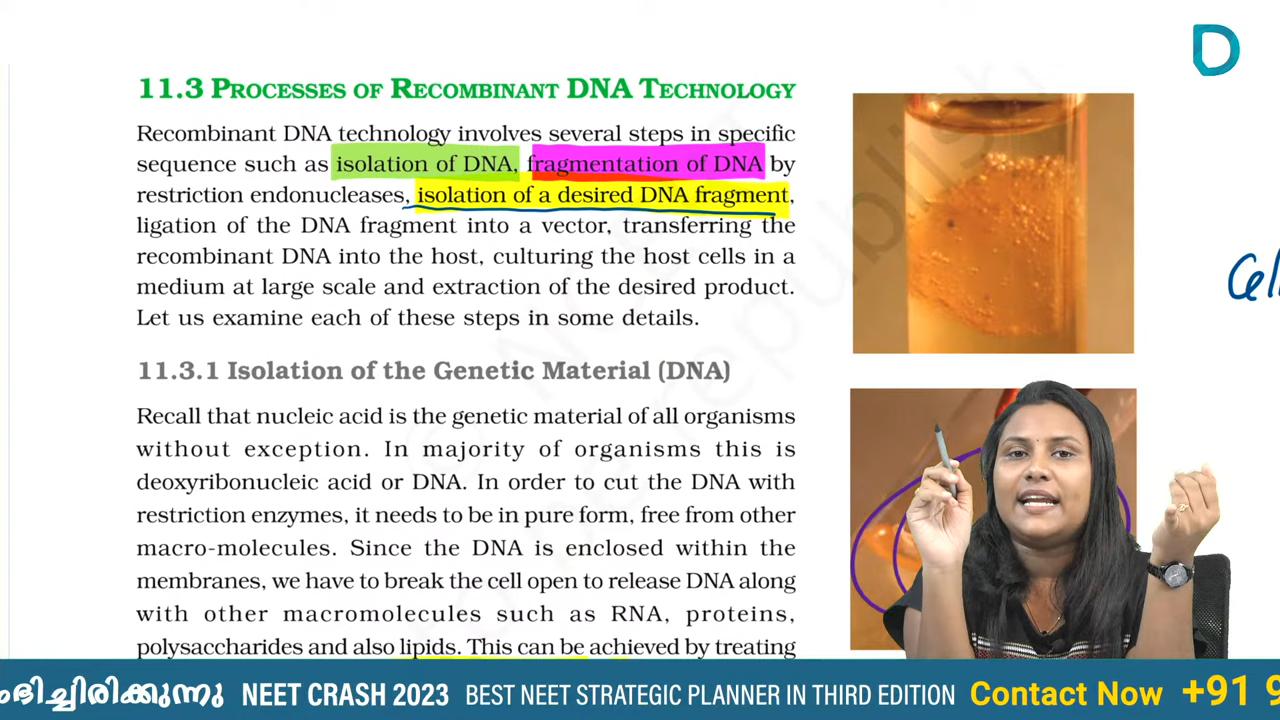 D
11.3 PROCESSES OF RECOMBINANT DNA TECHNOLOGY
Recombinant DNA technology involves several steps in specific
sequence such as isolation of DNA, fragmentation of DNA by
restriction endonucleases, isolation of a desired DNA fragment,
ligation of the DNA fragment into a vector, transferring the
recombinant DNA into the host, culturing the host cells in a
medium at large scale and extraction of the desired product.
Let us examine each of these steps in some details.
11.3.1 Isolation of the Genetic Material (DNA)
Recall that nucleic acid is the genetic material of all organisms
without exception. In majority of organisms this is
deoxyribonucleic acid or DNA. In order to cut the DNA with
restriction enzymes, it needs to be in pure form, free from other
macro-molecules. Since the DNA is enclosed within the
membranes, we have to break the cell open to release DNA along
with other macromolecules such as RNA, proteins,
polysaccharides and also lipids. This can be achieved by treating
NEET CRASH 2023 BEST NEET STRATEGIC PLANNER IN THIRD EDITION Contact Now +91 9